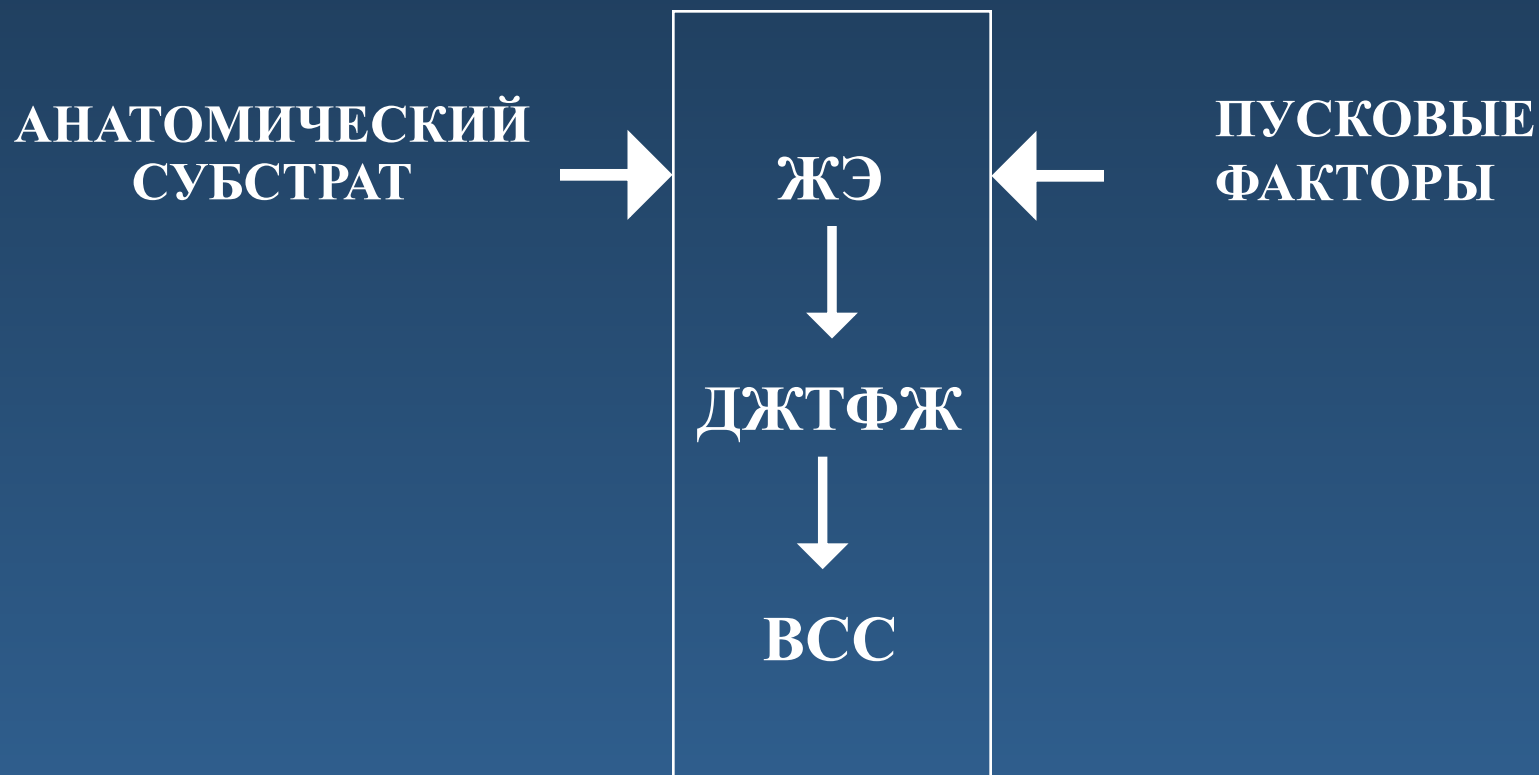 АНАТОМИЧЕСКИЙ
СУБСТРАТ
ЖЭ
ДЖТФЖ
ВСС
ПУСКОВЫЕ
ФАКТОРЫ